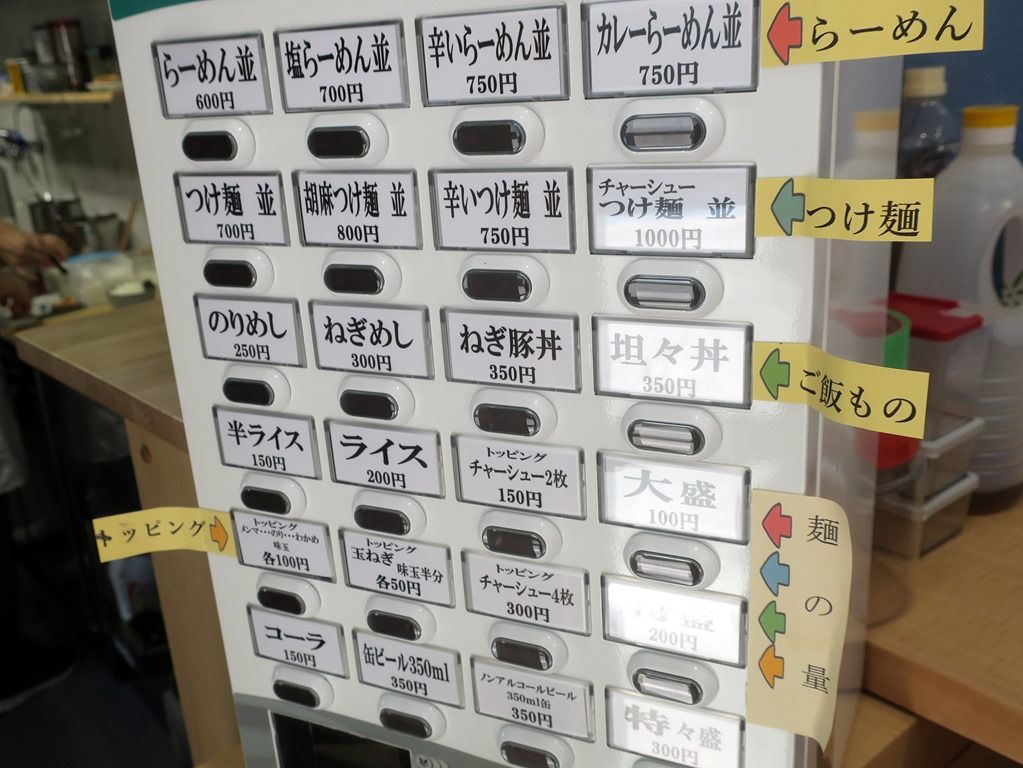 らーめん並
600円
塩らーめん並
700円
辛いらーめん並
750円
カレーらーめん並
750円
らーめん
つけ麺 並
700円
胡麻つけ麺 並
800円
辛いつけ麺 並
750円
チャーシュー
つけ麺 並
1000円
つけ麺
のりめし
250円
ねぎめし
300円
ねぎ豚丼
350円
坦々丼
350円
ご飯もの
半ライス
150円
ライス
200円
トッピング
チャーシュー2枚
150円
大盛
100円
トッピング
トッピング
メンマ・・・のり・・・わかめ
味玉
各100円
トッピング
玉ねぎ 味玉半分
各50円
トッピング
チャーシュー4枚
300円
盛
200円
麺の量
コーラ
150円
缶ビール350ml
350円
ノンアルコールビール
350ml缶
350円
特々盛
300円